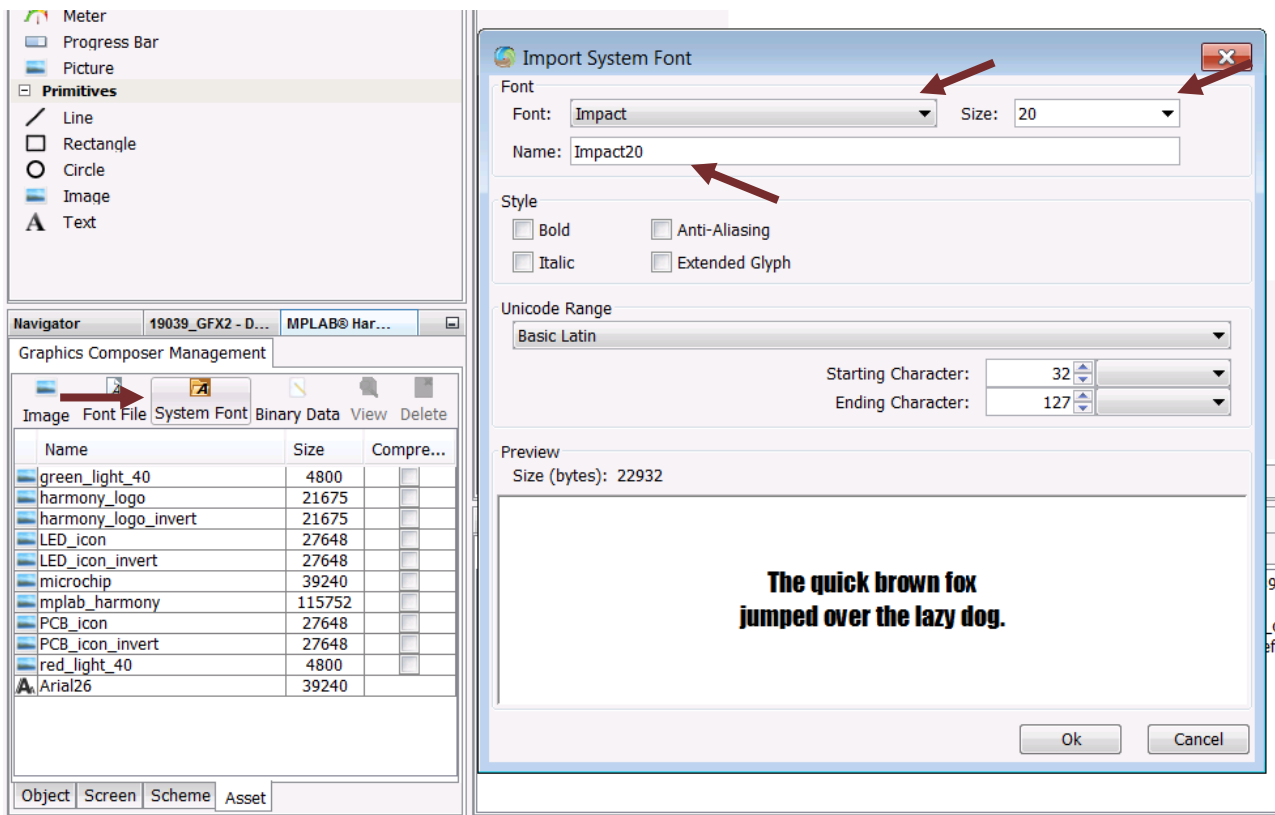 Meter
Progress Bar
Picture
Primitives
Line
Rectangle
Circle
Image
A Text
Navigator 19039_GFX2 - D... MPLAB® Har...
Graphics Composer Management
Image Font File System Font Binary Data View Delete
Name Size Compre...
green_light_40 4800
harmony_logo 21675
harmony_logo_invert 21675
LED_icon 27648
LED_icon_invert 27648
microchip 39240
mplab_harmony 115752
PCB_icon 27648
PCB_icon_invert 27648
red_light_40 4800
Arial26 39240
Object Screen Scheme Asset
Import System Font
Font
Font: Impact Size: 20
Name: Impact20
Style
Bold Anti-Aliasing
Italic Extended Glyph
Unicode Range
Basic Latin
Starting Character: 32
Ending Character: 127
Preview
Size (bytes): 22932
The quick brown fox
jumped over the lazy dog.
Ok Cancel